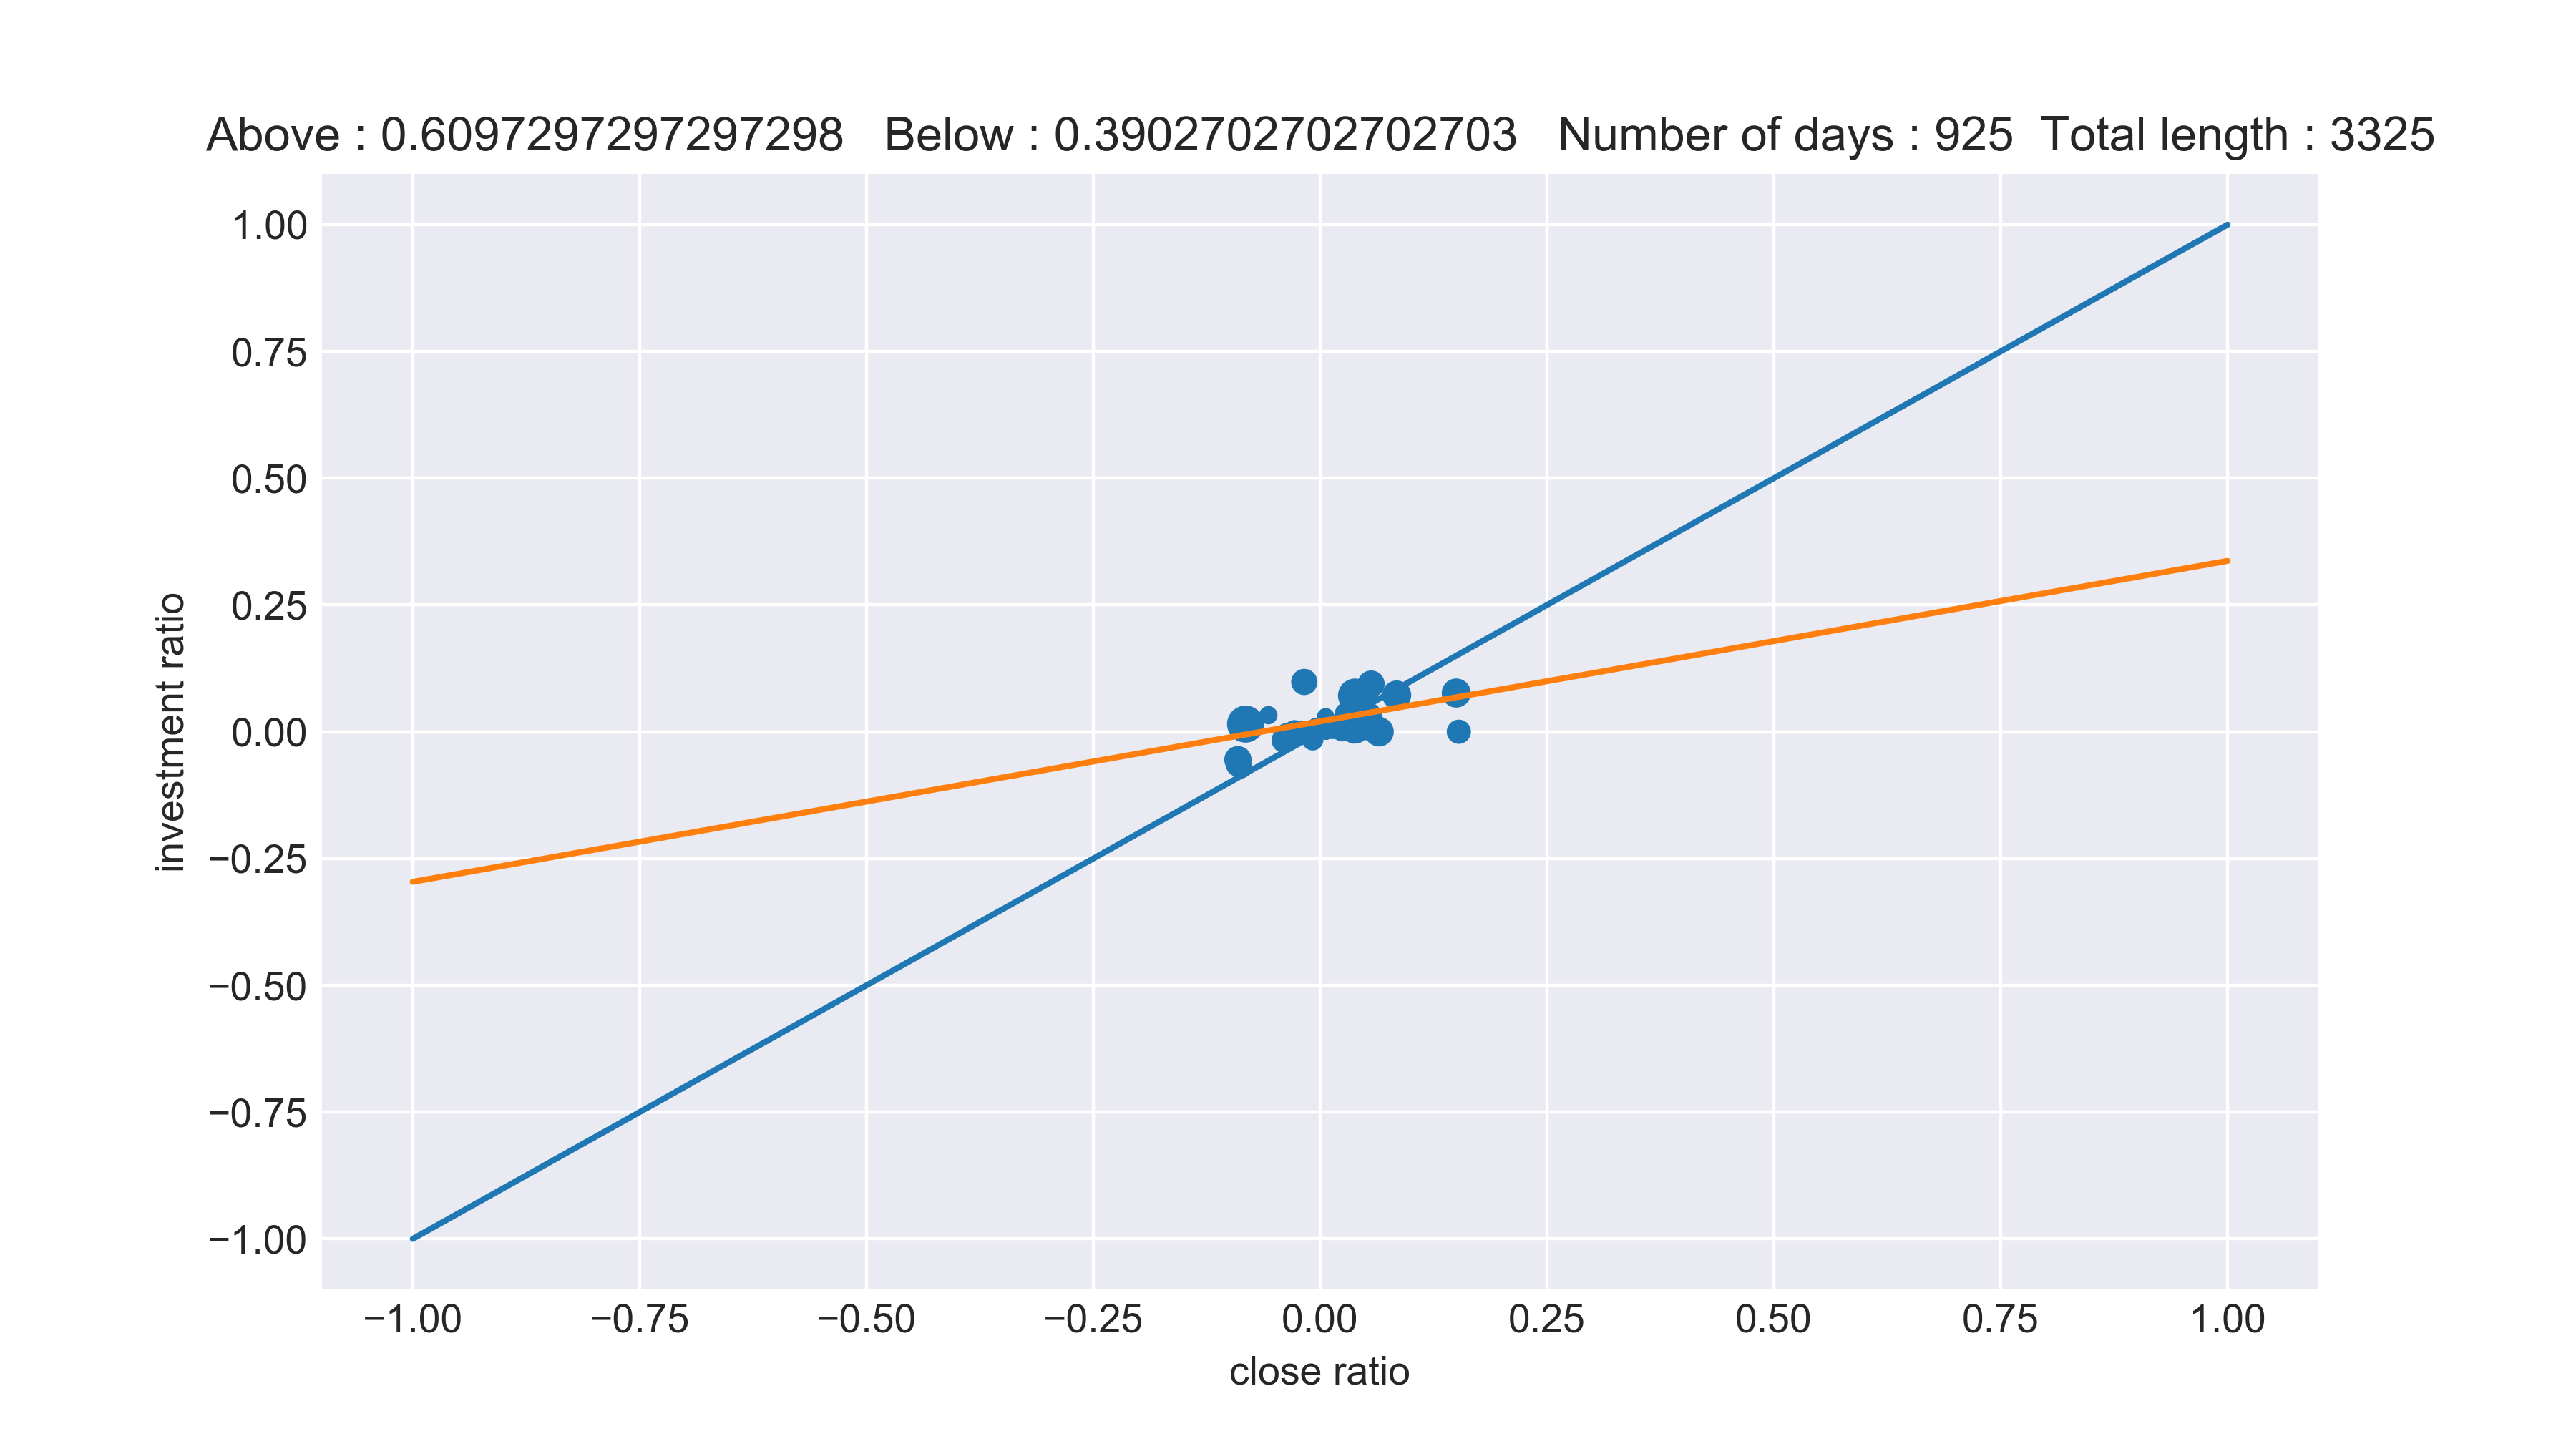 Above : 0.6097297297297298   Below : 0.3902702702702703   Number of days : 925  Total length : 3325
1.00
0.75
0.50
0.25
0.00
−0.25
−0.50
−0.75
−1.00
investment ratio
−1.00 −0.75 −0.50 −0.25 0.00 0.25 0.50 0.75 1.00
close ratio